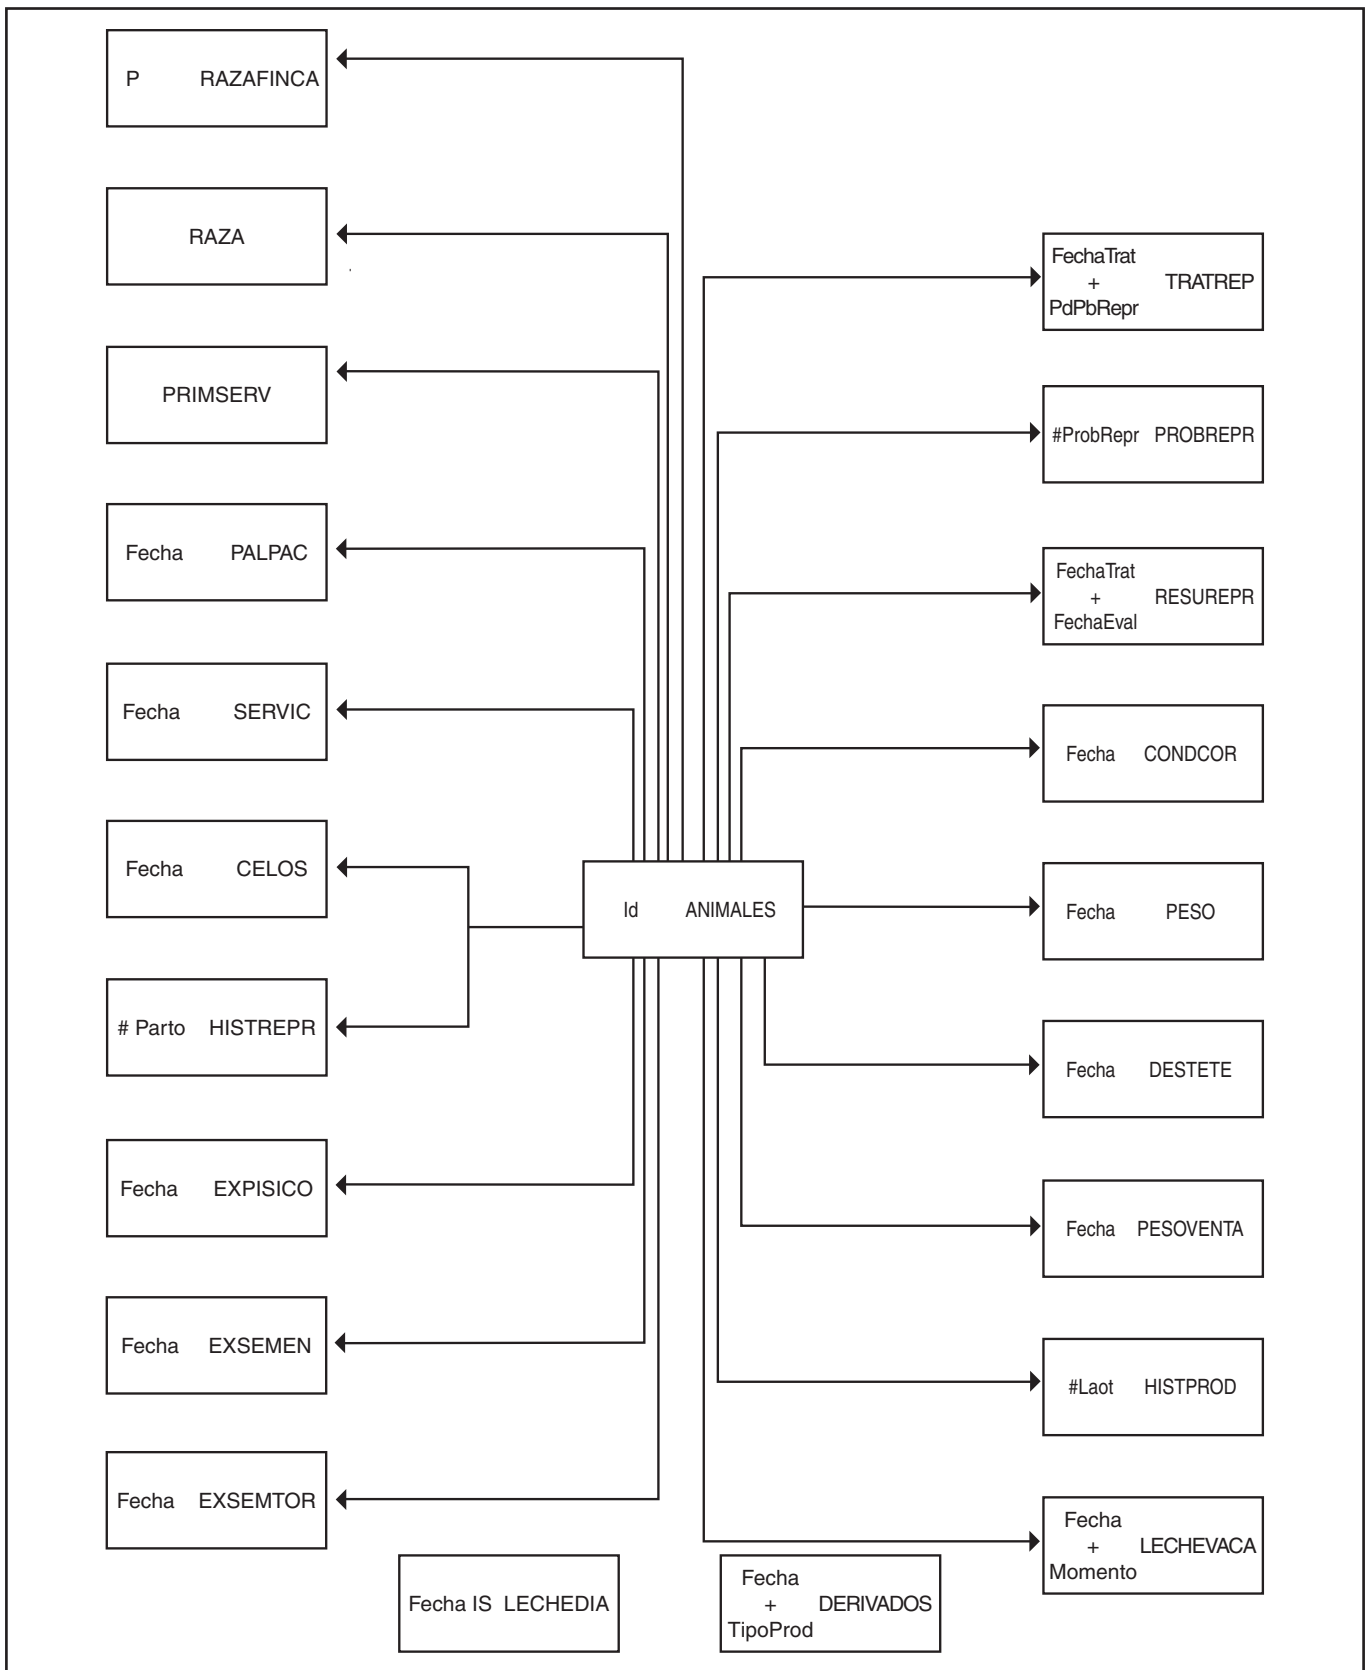 P RAZAFINCA
RAZA
PRIMSERV
Fecha PALPAC
Fecha SERVIC
Fecha CELOS
# Parto HISTREPR
Fecha EXPISICO
Fecha EXSEMEN
Fecha EXSEMTOR
Id ANIMALES
Fecha IS LECHEDIA
Fecha
+ DERIVADOS
TipoProd
FechaTrat
+ TRATREP
PdPbRepr
#ProbRepr PROBREPR
FechaTrat
+ RESUREPR
FechaEval
Fecha CONDCOR
Fecha PESO
Fecha DESTETE
Fecha PESOVENTA
#Laot HISTPROD
Fecha
+ LECHEVACA
Momento